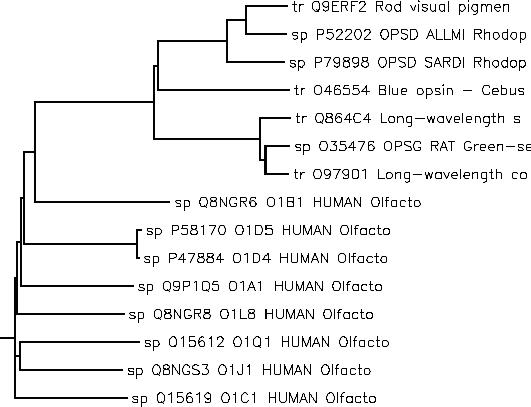 tr Q9ERF2 Rod visual pigmen
sp P52202 OPSD ALLMI Rhodop
sp P79898 OPSD SARDI Rhodop
tr O46554 Blue opsin - Cebus
tr Q864C4 Long-wavelength s
sp O35476 OPSG RAT Green-se
tr O97901 Long-wavelength co
sp Q8NGR6 O1B1 HUMAN Olfacto
sp P58170 O1D5 HUMAN Olfacto
sp P47884 O1D4 HUMAN Olfacto
sp Q9P1Q5 O1A1 HUMAN Olfacto
sp Q8NGR8 O1L8 HUMAN Olfacto
sp Q15612 O1Q1 HUMAN Olfacto
sp Q8NGS3 O1J1 HUMAN Olfacto
sp Q15619 O1C1 HUMAN Olfacto